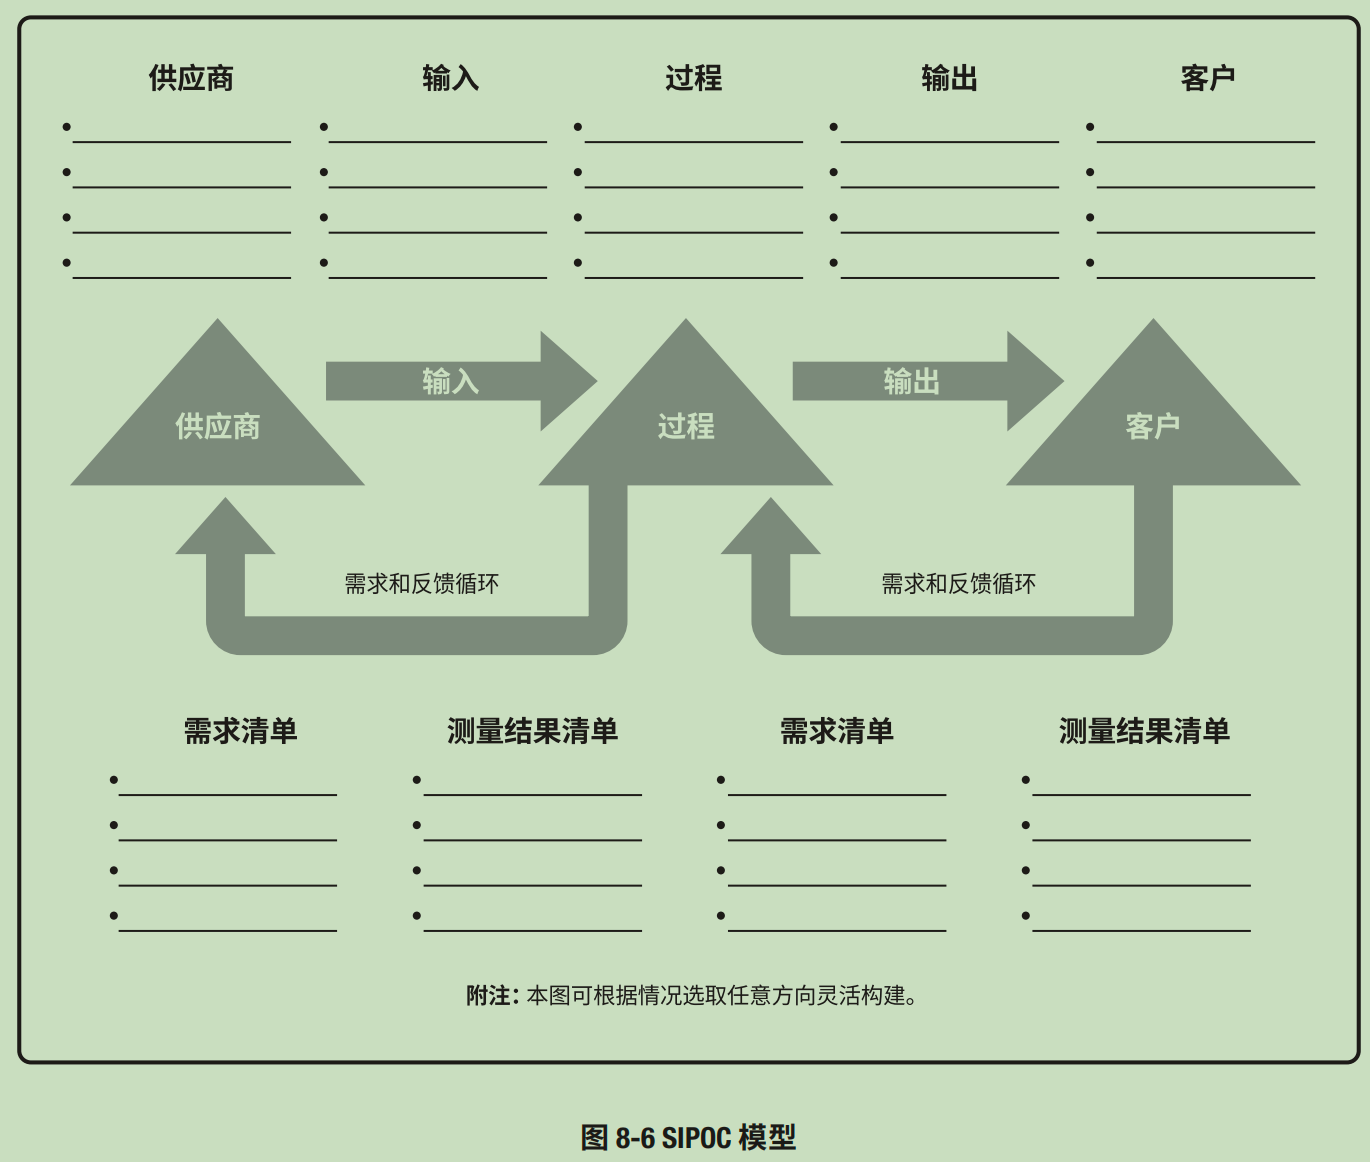 供应商
输入
过程
输出
客户
输入
输出
供应商
过程
客户
需求和反馈循环
需求和反馈循环
需求清单
测量结果清单
需求清单
测量结果清单
附注：本图可根据情况选取任意方向灵活构建。
图 8-6 SIPOC 模型